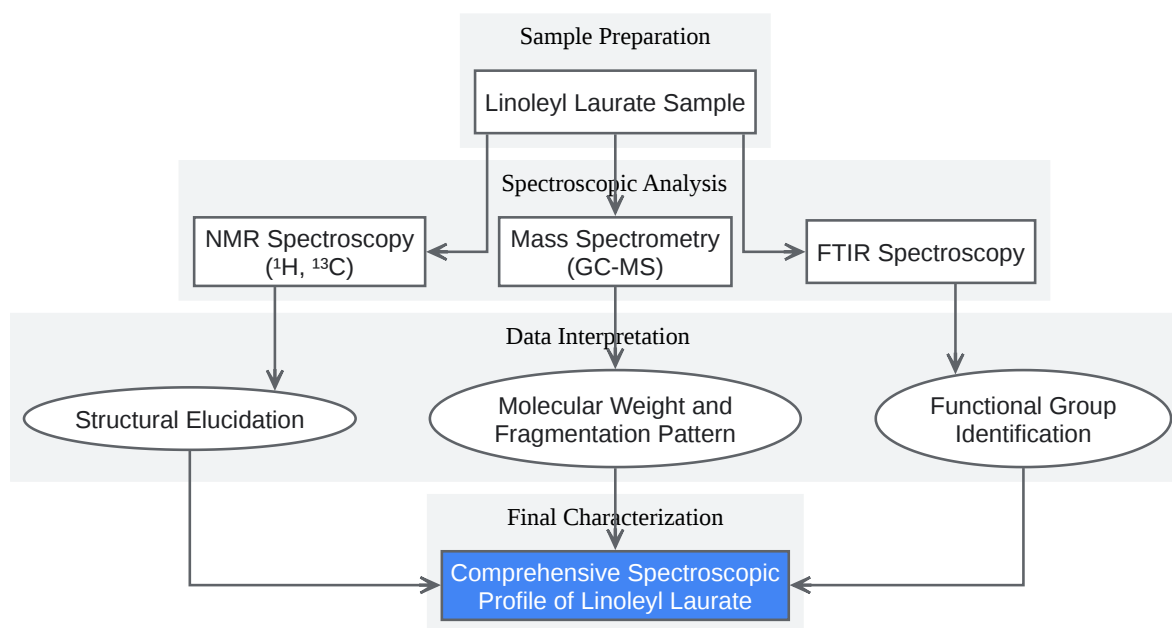 Sample Preparation
Linoleyl Laurate Sample
Spectroscopic Analysis
NMR Spectroscopy
(¹H, ¹³C)
Mass Spectrometry
(GC-MS)
FTIR Spectroscopy
Data Interpretation
Structural Elucidation
Molecular Weight and
Fragmentation Pattern
Functional Group
Identification
Final Characterization
Comprehensive Spectroscopic
Profile of Linoleyl Laurate